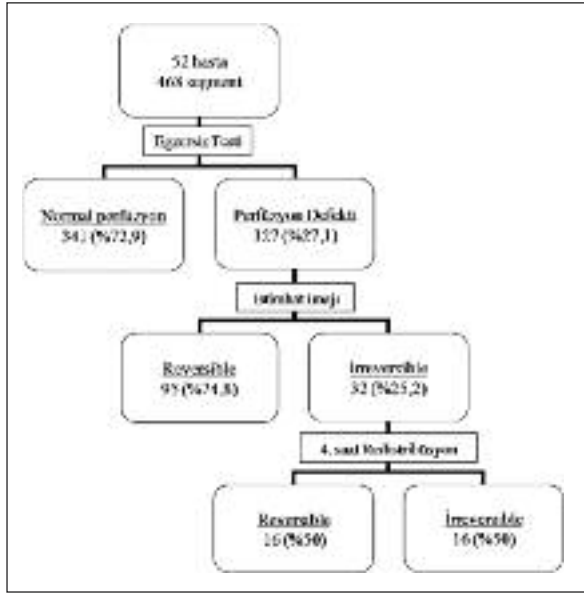 52 hasta
468 segment
Egzersiz Testi
Normal perfüzyon
341 (%72,9)
Perfüzyon Defekti
127 (%27,1)
istirahat imajı
Reversible
95 (%74,8)
İrreversible
32 (%25,2)
4. saat Redistribüsyon
Reversible
16 (%50)
İrreversible
16 (%50)